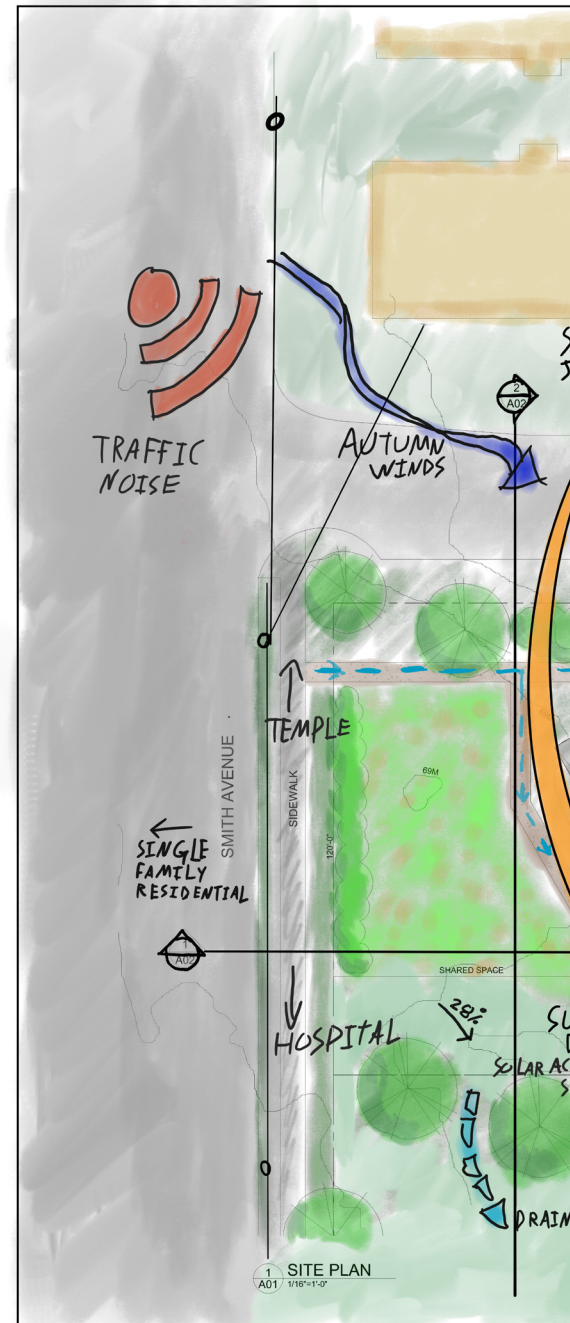 2
A02
TRAFFIC
NOISE
AUTUMN
WINDS
TEMPLE
69M
SMITH AVENUE
SIDEWALK
120'-0"
SINGLE
FAMILY
RESIDENTIAL
1
A02
SHARED SPACE
28%
HOSPITAL
SU
SOLAR AC
S
DRAIN
1
A01
SITE PLAN
1/16"=1'-0"